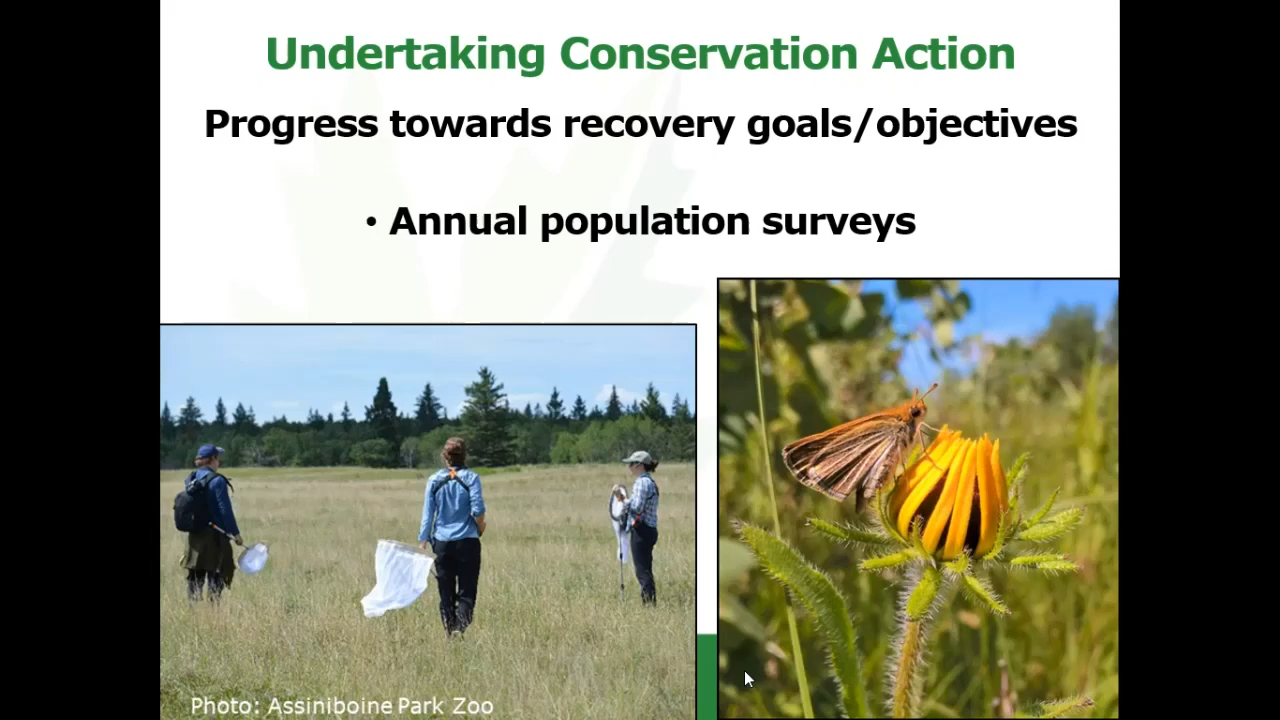 Undertaking Conservation Action
Progress towards recovery goals/objectives
• Annual population surveys
Photo: Assiniboine Park Zoo